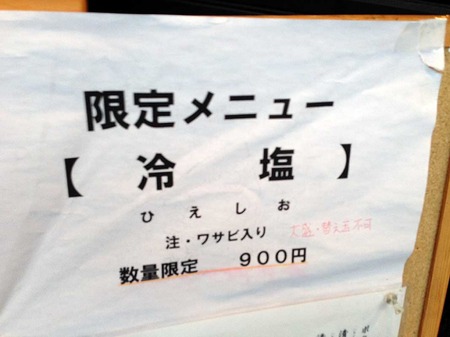 限定メニュー
【冷塩】
ひえしお
注・ワサビ入り 大盛・替え玉不可
数量限定 900円